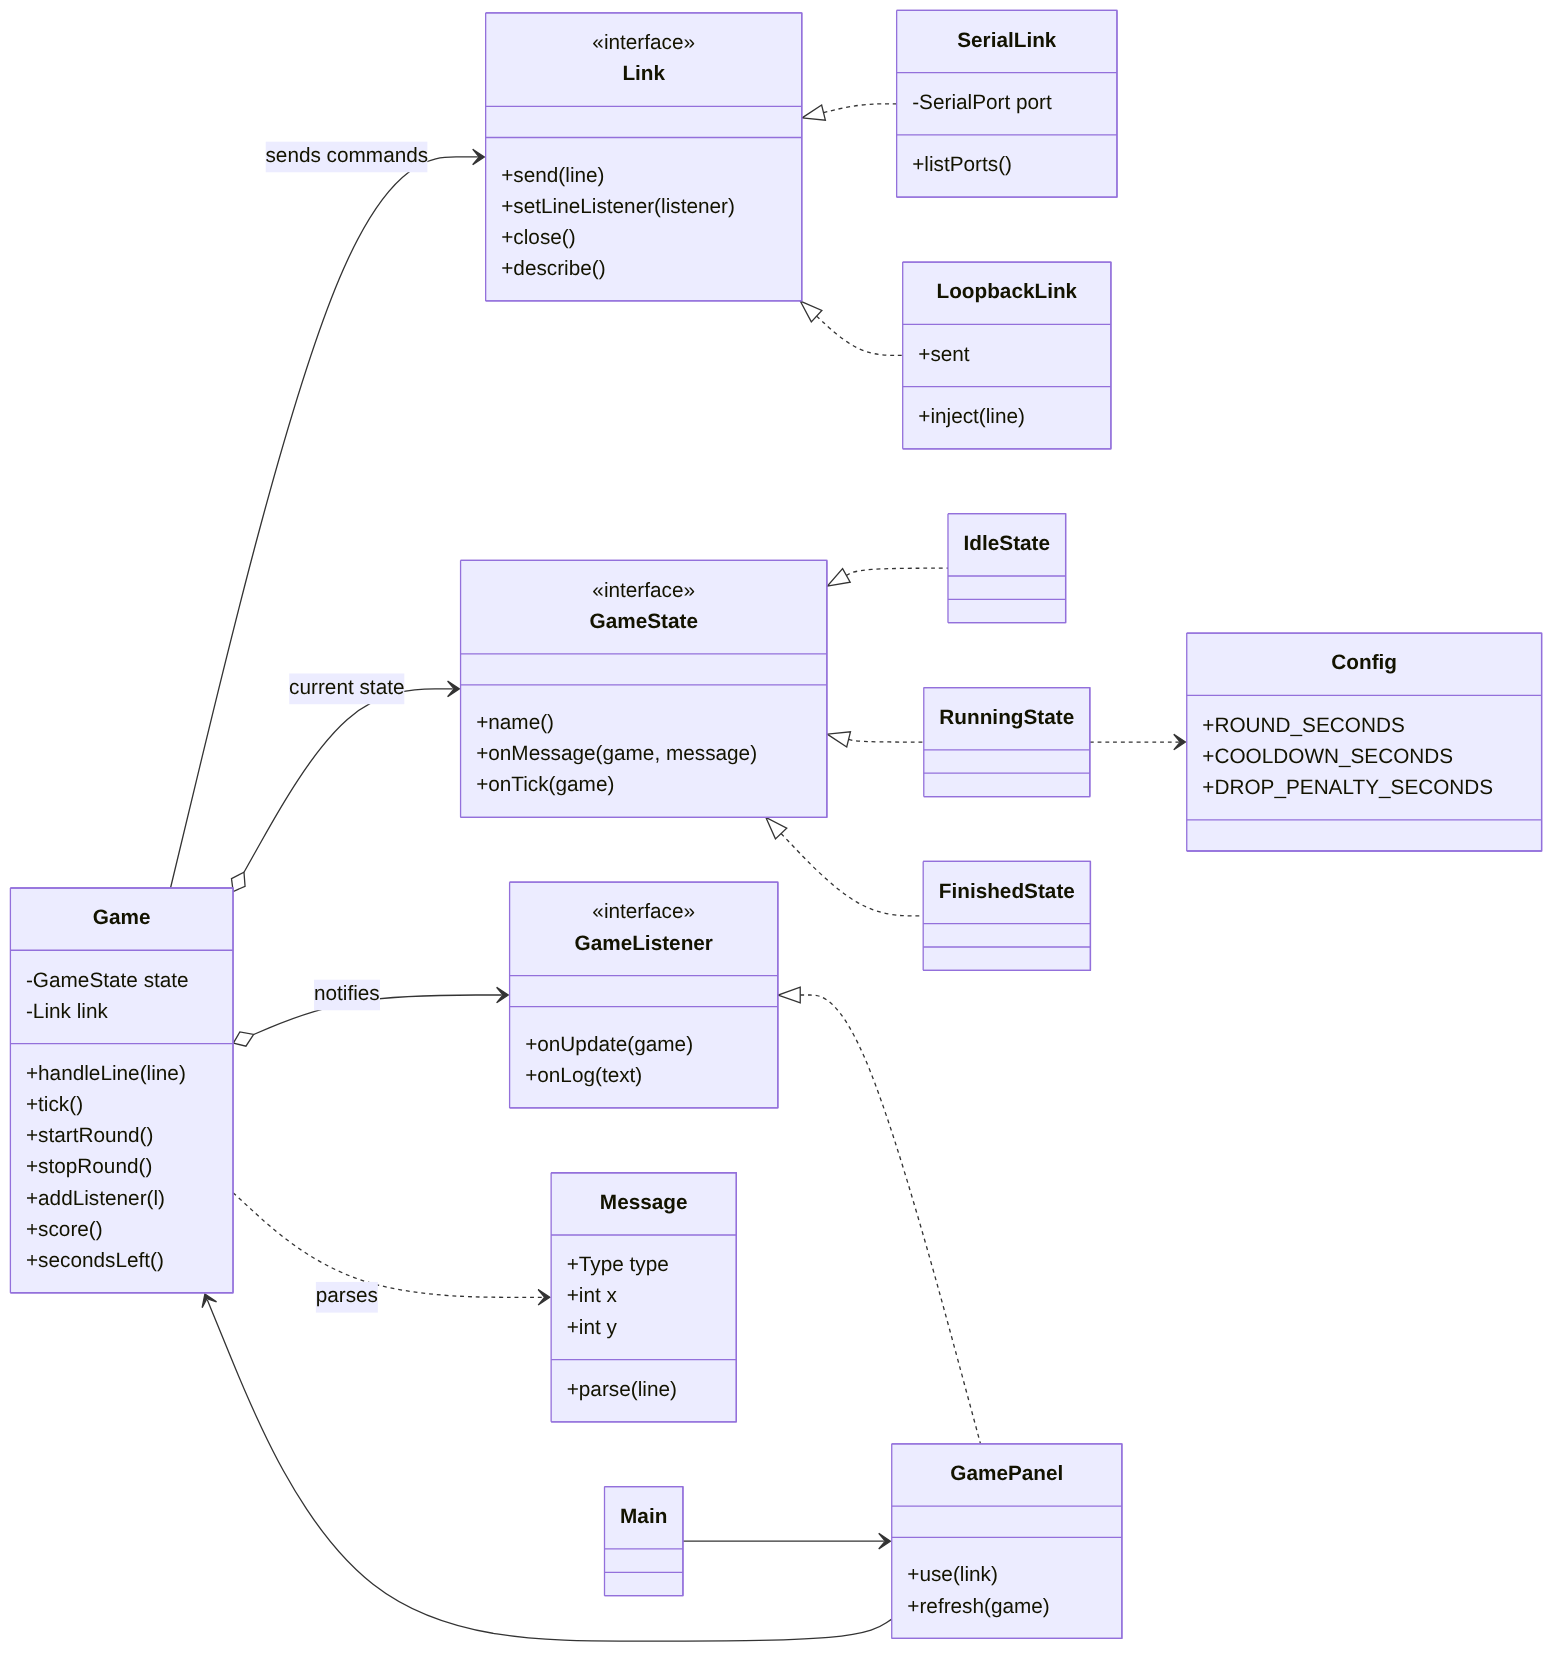 «interface»
Link
+send(line)
+setLineListener(listener)
+close()
+describe()
SerialLink
-SerialPort port
+listPorts()
sends commands
LoopbackLink
+sent
+inject(line)
«interface»
GameState
+name()
+onMessage(game, message)
+onTick(game)
IdleState
current state
RunningState
Config
+ROUND_SECONDS
+COOLDOWN_SECONDS
+DROP_PENALTY_SECONDS
FinishedState
Game
-GameState state
-Link link
+handleLine(line)
+tick()
+startRound()
+stopRound()
+addListener(l)
+score()
+secondsLeft()
notifies
«interface»
GameListener
+onUpdate(game)
+onLog(text)
parses
Message
+Type type
+int x
+int y
+parse(line)
Main
GamePanel
+use(link)
+refresh(game)